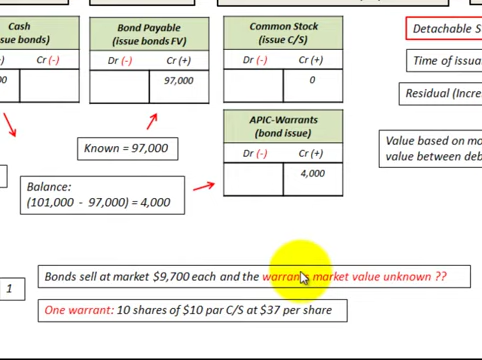 Cash
Bond Payable
Common Stock
sue bonds)
(issue bonds FV)
(issue C/S)
Detachable S
Cr (-)
Dr (-)
Cr (+)
Dr (-)
Cr (+)
Time of issua
97,000
0
Residual (Incre
APIC-Warrants
(bond issue)
Known = 97,000
Dr (-)
Cr (+)
Value based on mo
value between deb
4,000
Balance:
(101,000 - 97,000) = 4,000
Bonds sell at market $9,700 each and the warrants market value unknown ??
1
One warrant: 10 shares of $10 par C/S at $37 per share